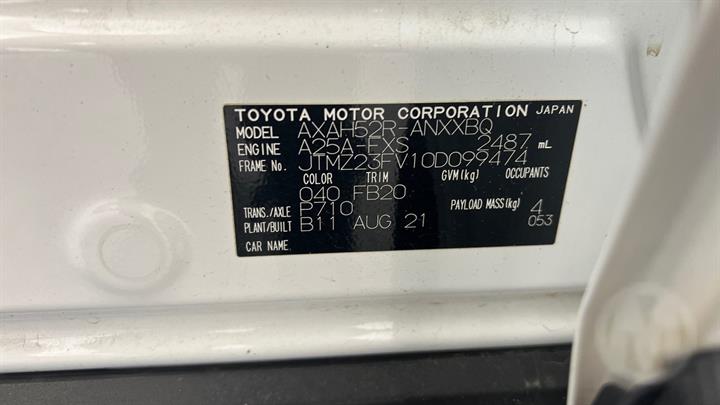 TOYOTA MOTOR CORPORATION JAPAN
MODEL AXAH52R-ANXXBQ
ENGINE A25A-FXS 2487 mL
FRAME No. JTMZ23FV10D099474
COLOR TRIM GVM(kg) OCCUPANTS
040 FB20
TRANS./AXLE P710 PAYLOAD MASS(kg) 4
PLANT/BUILT B11 AUG 21 053
CAR NAME